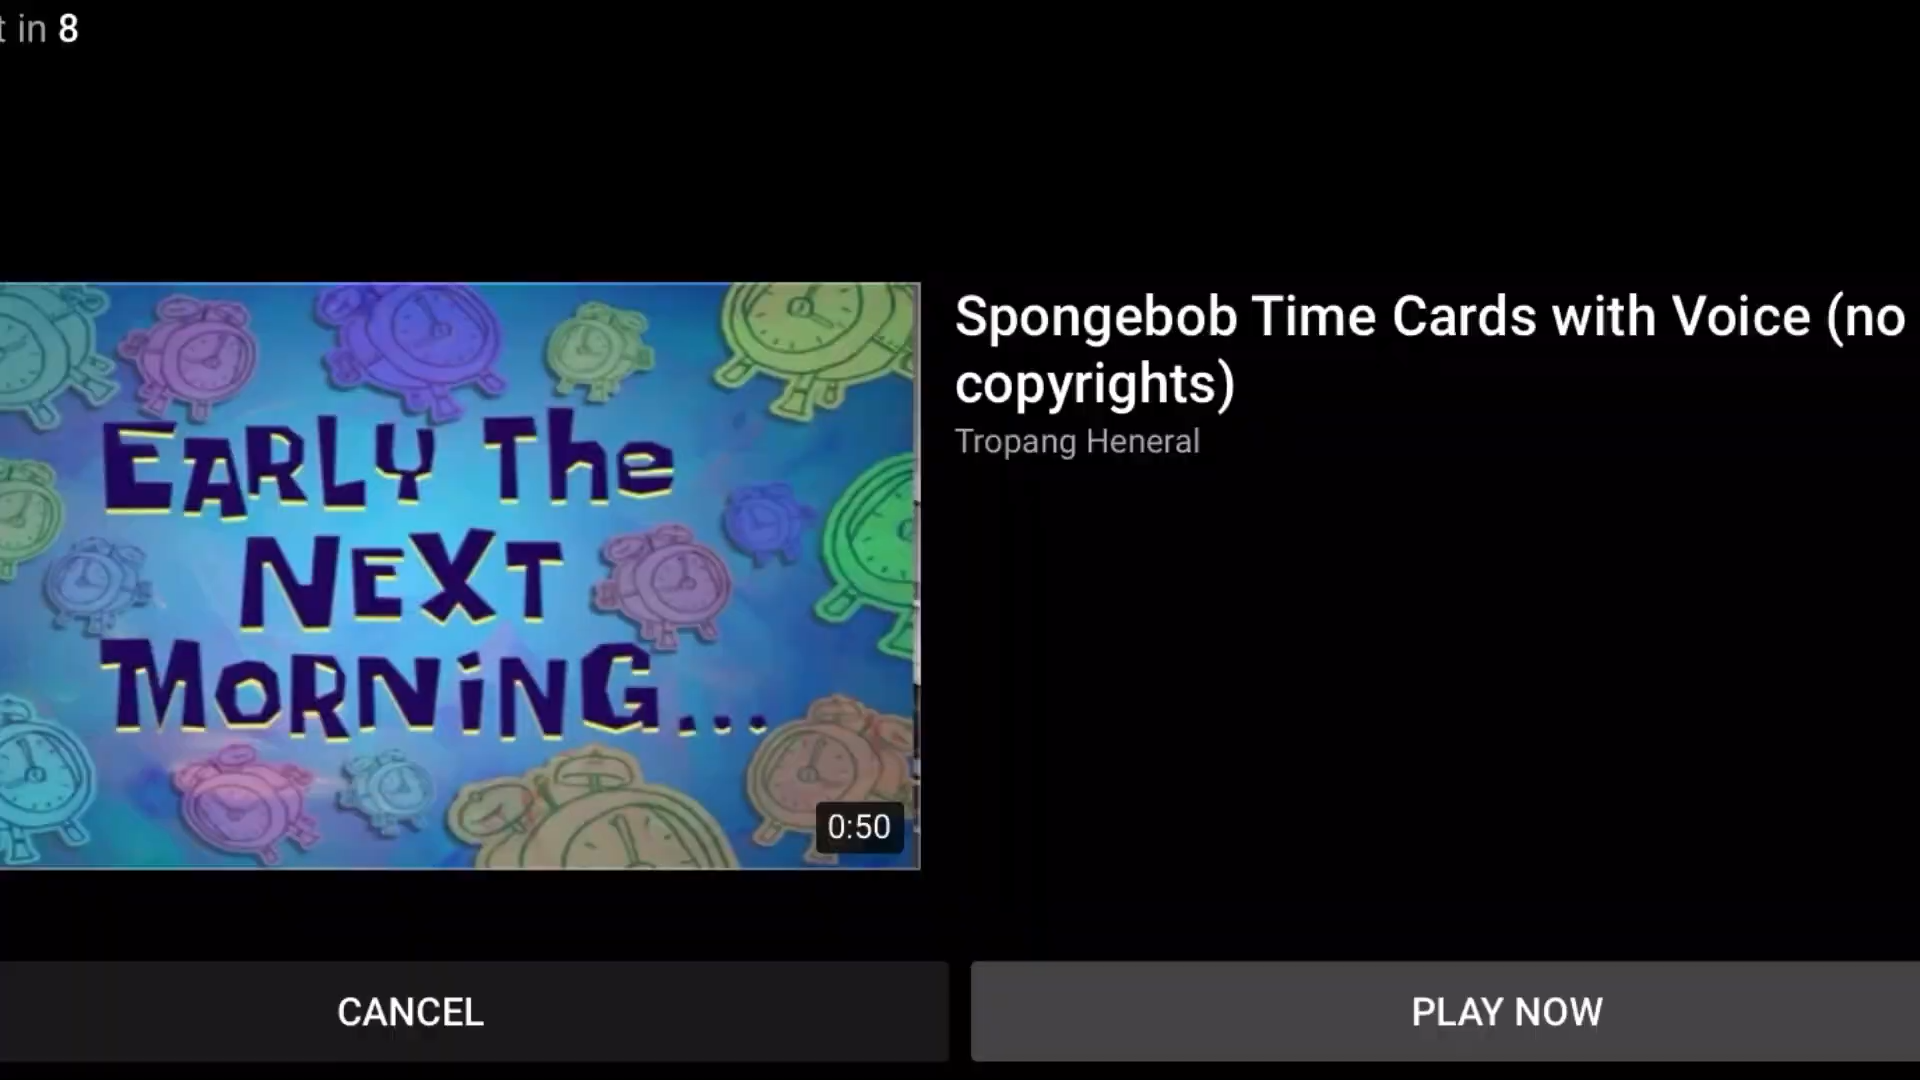 t in 8
EARLY The
NEXT
MORNiNG...
0:50
Spongebob Time Cards with Voice (no
copyrights)
Tropang Heneral
CANCEL
PLAY NOW